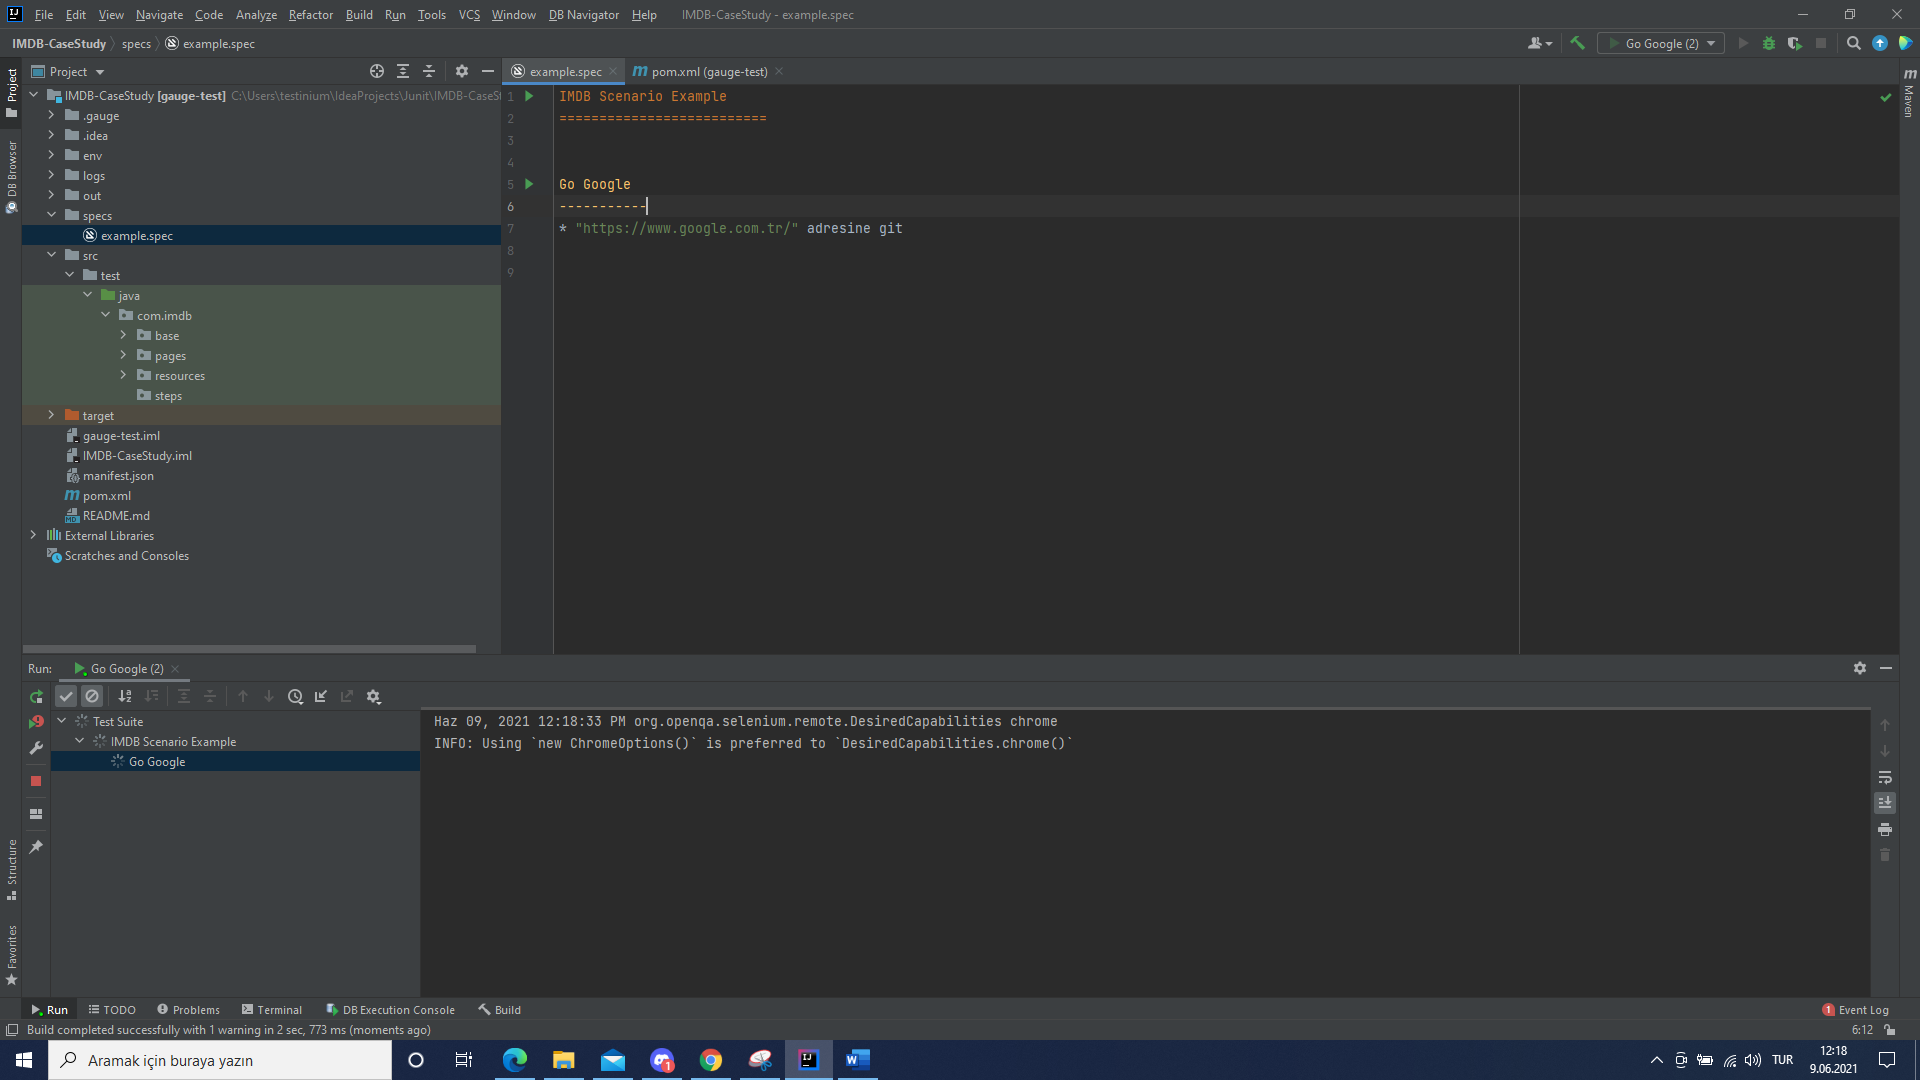 File Edit View Navigate Code Analyze Refactor Build Run Tools VCS Window DB Navigator Help IMDB-CaseStudy - example.spec
IMDB-CaseStudy specs example.spec
Go Google (2)
Project
example.spec
pom.xml (gauge-test)
IMDB-CaseStudy [gauge-test] C:\Users\testinium\IdeaProjects\Junit\IMDB-CaseS
.gauge
.idea
env
logs
out
specs
example.spec
src
test
java
com.imdb
base
pages
resources
steps
target
gauge-test.iml
IMDB-CaseStudy.iml
manifest.json
pom.xml
README.md
External Libraries
Scratches and Consoles
1 IMDB Scenario Example
2 ==========================
3
4
5 Go Google
6 -----------
7 * "https://www.google.com.tr/" adresine git
8
9
Project
DB Browser
Structure
Favorites
Maven
Run: Go Google (2)
Test Suite
IMDB Scenario Example
Go Google
Haz 09, 2021 12:18:33 PM org.openqa.selenium.remote.DesiredCapabilities chrome
INFO: Using `new ChromeOptions()` is preferred to `DesiredCapabilities.chrome()`
Run TODO Problems Terminal DB Execution Console Build 1 Event Log
Build completed successfully with 1 warning in 2 sec, 773 ms (moments ago) 6:12
Aramak için buraya yazın
1
TUR
12:18
9.06.2021